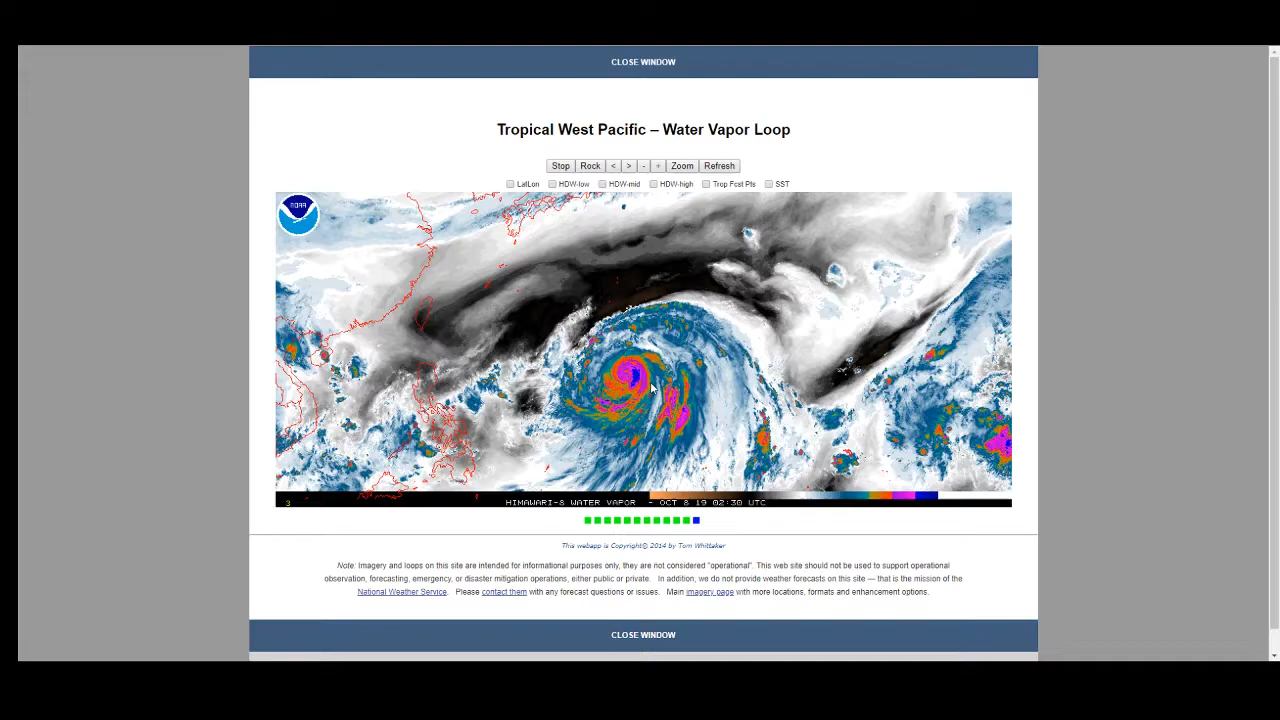 CLOSE WINDOW
Tropical West Pacific – Water Vapor Loop
Stop Rock < > - + Zoom Refresh
LatLon HDW-low HDW-mid HDW-high Trop Fcst Pts SST
NOAA
3 HIMAWARI-8 WATER VAPOR - OCT 8 19 02:30 UTC
This webapp is Copyright© 2014 by Tom Whittaker
Note: Imagery and loops on this site are intended for informational purposes only, they are not considered "operational". This web site should not be used to support operational
observation, forecasting, emergency, or disaster mitigation operations, either public or private. In addition, we do not provide weather forecasts on this site — that is the mission of the
National Weather Service. Please contact them with any forecast questions or issues. Main imagery page with more locations, formats and enhancement options.
CLOSE WINDOW